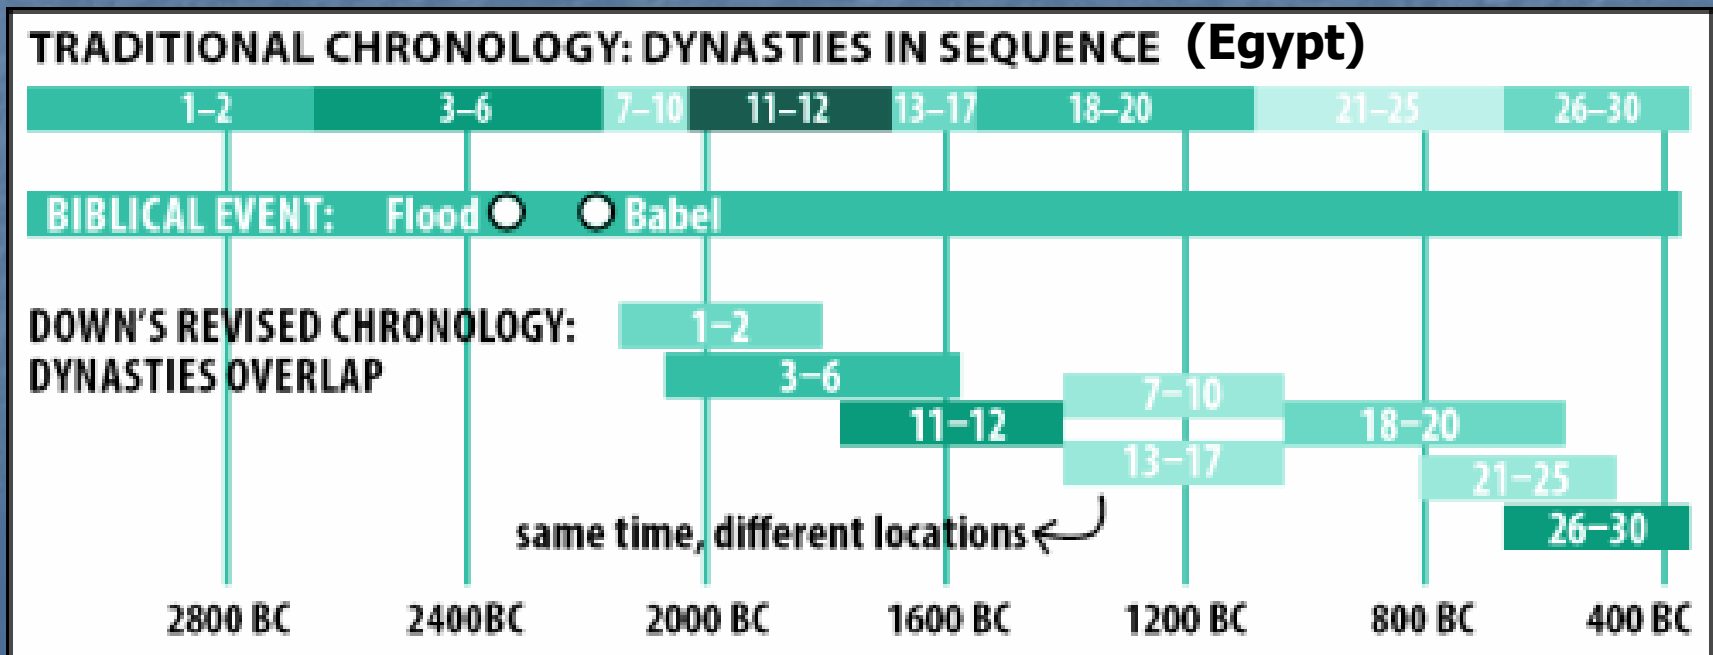 TRADITIONAL CHRONOLOGY: DYNASTIES IN SEQUENCE (Egypt)
1–2 3–6 7–10 11–12 13–17 18–20 21–25 26–30
BIBLICAL EVENT: Flood Babel
DOWN'S REVISED CHRONOLOGY:
DYNASTIES OVERLAP
1–2
3–6
7–10
11–12
18–20
13–17
21–25
26–30
same time, different locations
2800 BC 2400BC 2000 BC 1600 BC 1200 BC 800 BC 400 BC